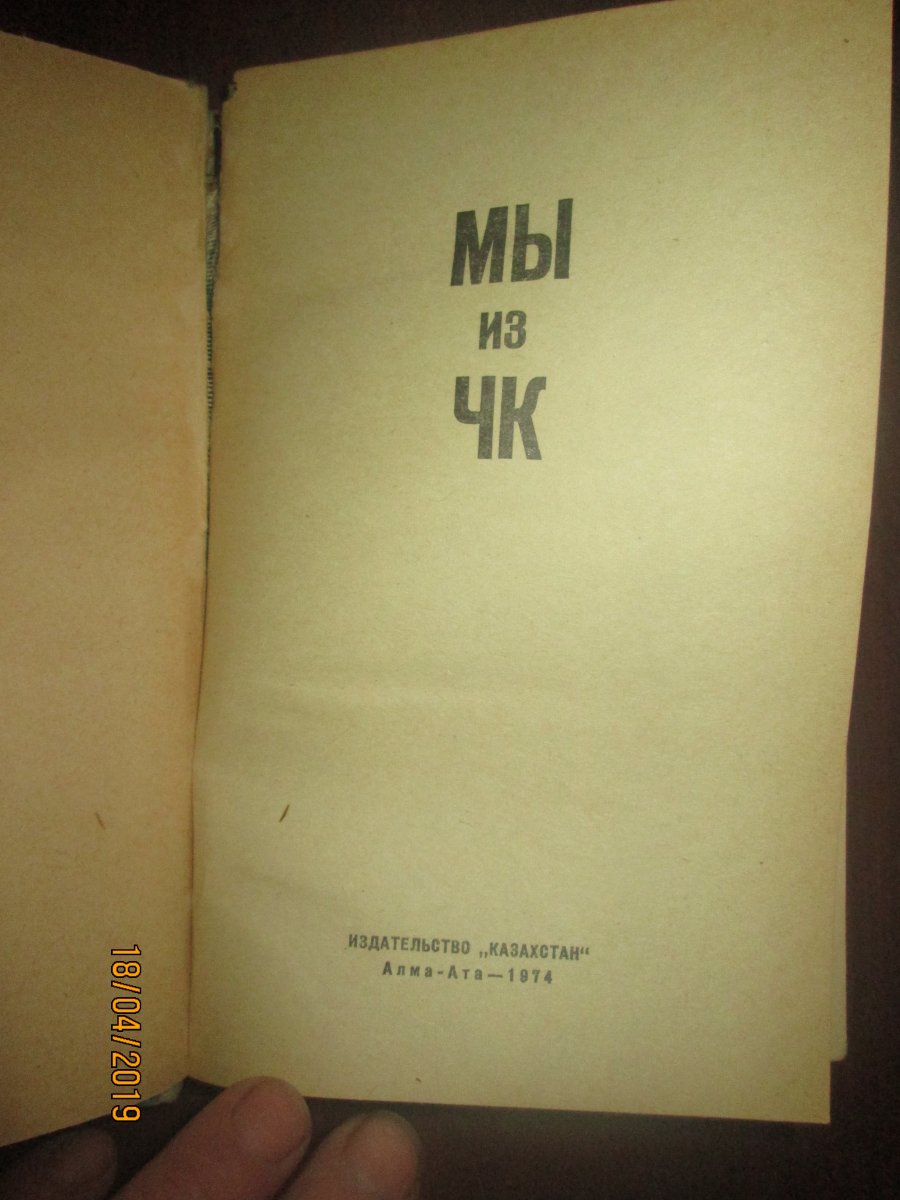 МЫ
из
ЧК
ИЗДАТЕЛЬСТВО „КАЗАХСТАН“
Алма-Ата—1974
18/04/2019